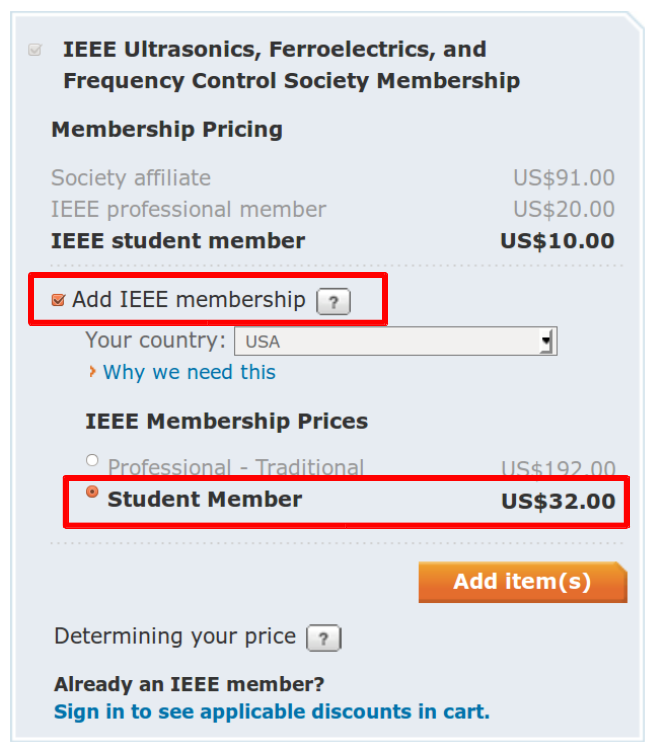 IEEE Ultrasonics, Ferroelectrics, and
Frequency Control Society Membership
Membership Pricing
Society affiliate US$91.00
IEEE professional member US$20.00
IEEE student member US$10.00
Add IEEE membership ?
Your country: USA
Why we need this
IEEE Membership Prices
Professional - Traditional US$192.00
Student Member US$32.00
Add item(s)
Determining your price ?
Already an IEEE member?
Sign in to see applicable discounts in cart.